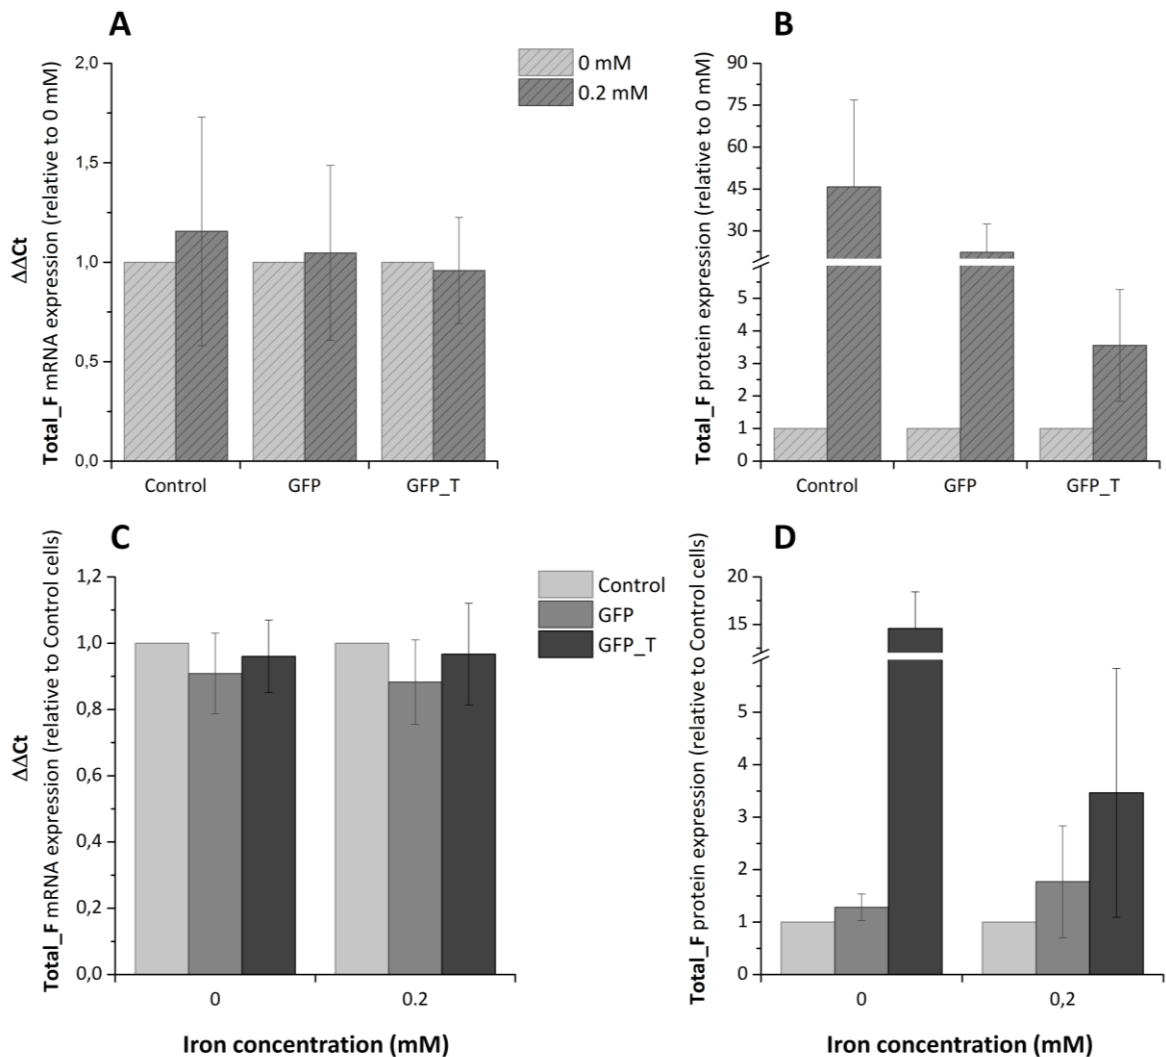 A
ΔΔCt
Total_F mRNA expression (relative to 0 mM)
2,0
1,5
1,0
0,5
0,0
Control
GFP
GFP_T
0 mM
0.2 mM
B
Total_F protein expression (relative to 0 mM)
90
75
60
45
30
5
4
3
2
1
0
Control
GFP
GFP_T
C
ΔΔCt
Total_F mRNA expression (relative to Control cells)
1,2
1,0
0,8
0,6
0,4
0,2
0,0
0
0.2
Iron concentration (mM)
Control
GFP
GFP_T
D
Total_F protein expression (relative to Control cells)
20
15
5
4
3
2
1
0
0
0,2
Iron concentration (mM)